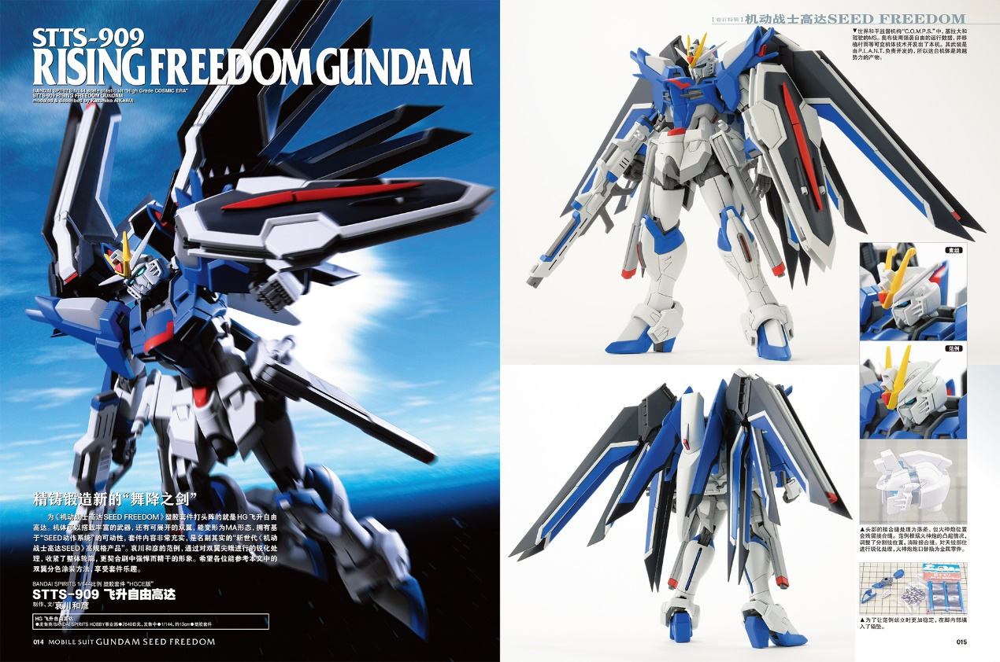 STTS-909
RISING FREEDOM GUNDAM
BANDAI SPIRITS 1/144 scale plastic kit "High Grade COSMIC ERA"
STTS-909 RISING FREEDOM GUNDAM
modeled & described by Kazuhiko AIKAWA
精铸锻造新的“舞降之剑”
为《机动战士高达SEED FREEDOM》塑胶套件打头阵的就是HG飞升自由
高达。机体可以搭载丰富的武器，还有可展开的双翼，能变形为MA形态，拥有基
于“SEED动作系统”的可动性，套件内容非常充实，是名副其实的“新世代《机动
战士高达SEED》高规格产品”。哀川和彦的范例，通过对双翼尖端进行的锐化处
理，收紧了整体轮廓，更契合剧中强悍而精干的形象。希望各位能参考本文中的
双翼分色涂装方法，享受套件乐趣。
BANDAI SPIRITS 1/144比例 塑胶套件 “HGCE版”
STTS-909 飞升自由高达
制作、文/哀川和彦
HG 飞升自由高达
●发售商/BANDAI SPIRITS HOBBY事业部●2640日元，发售中●1/144，约13cm●塑胶套件
014 MOBILE SUIT GUNDAM SEED FREEDOM
【卷首特辑】机动战士高达SEED FREEDOM
▼世界和平监督机构“C.O.M.P.S.”中，基拉大和
驾驶的MS。奥布使用强袭自由的运行数据，并移
植村雨等可变机体技术开发出了本机。其武装是
由P.L.A.N.T.负责开发的，所以这台机体是跨越
势力的产物。
素组
范例
▲头部的接合缝处理为落差，但火神炮位置
会残留接合缝。范例根据火神炮的凸起情况，
调整了分割线位置，消除接合缝。对天线部位
进行锐化处理，火神炮炮口替换为金属零件。
▲为了让范例站立时更加稳定，在脚内部填
入了铅坠。
015